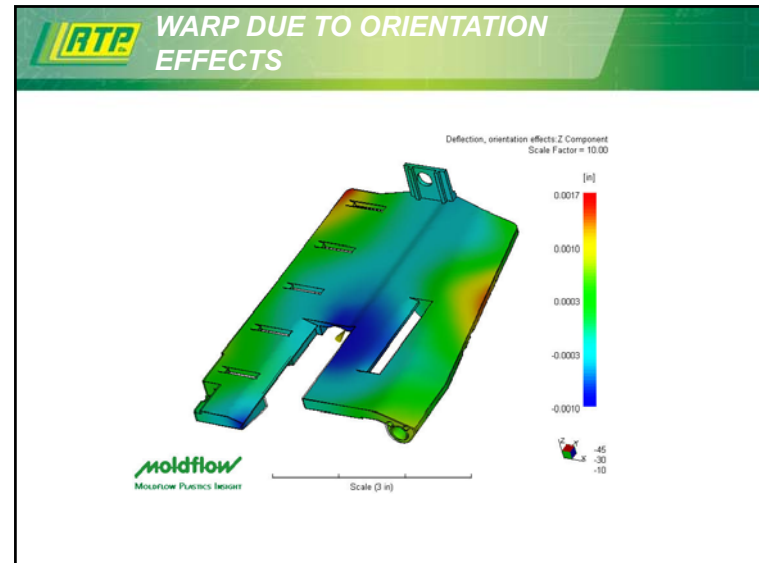 RTP
WARP DUE TO ORIENTATION
EFFECTS
Deflection, orientation effects:Z Component
Scale Factor = 10.00
[in]
0.0017
0.0010
0.0003
-0.0003
-0.0010
Z Y
X
-45
-30
-10
moldflow
MOLDFLOW PLASTICS INSIGHT
Scale (3 in)